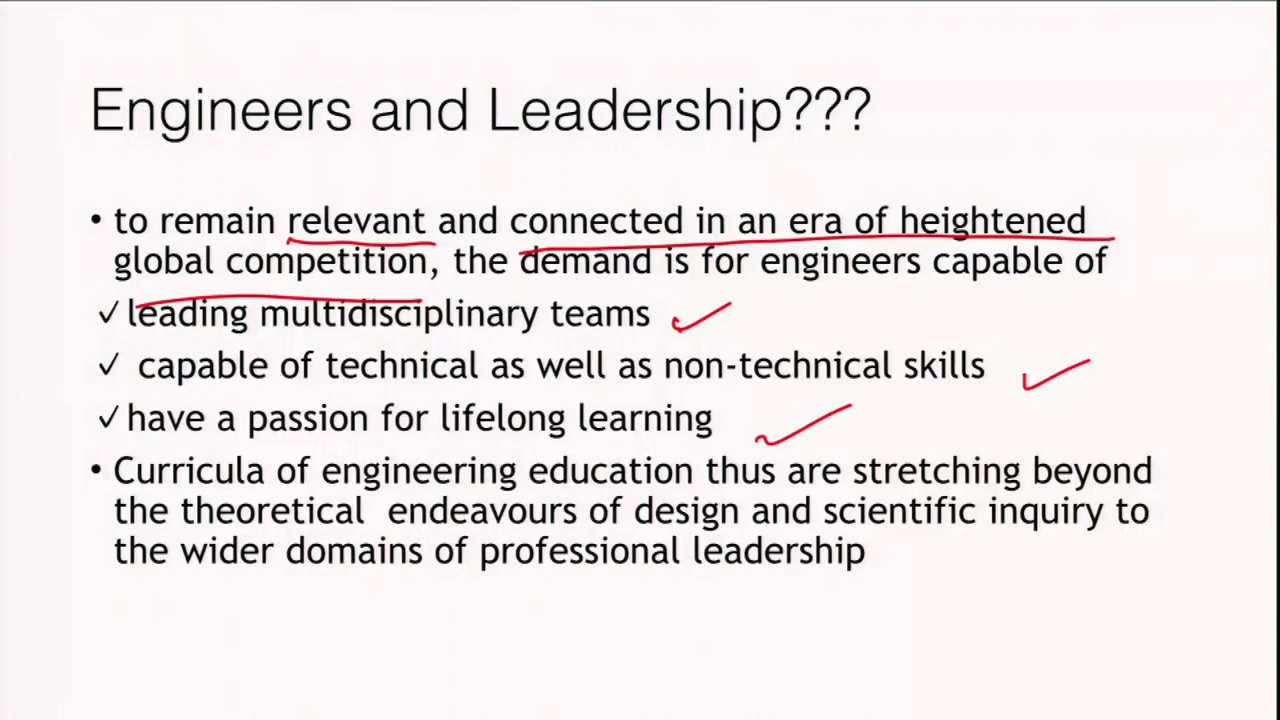 Engineers and Leadership???
• to remain relevant and connected in an era of heightened
global competition, the demand is for engineers capable of
✓ leading multidisciplinary teams
✓ capable of technical as well as non-technical skills
✓ have a passion for lifelong learning
• Curricula of engineering education thus are stretching beyond
the theoretical endeavours of design and scientific inquiry to
the wider domains of professional leadership